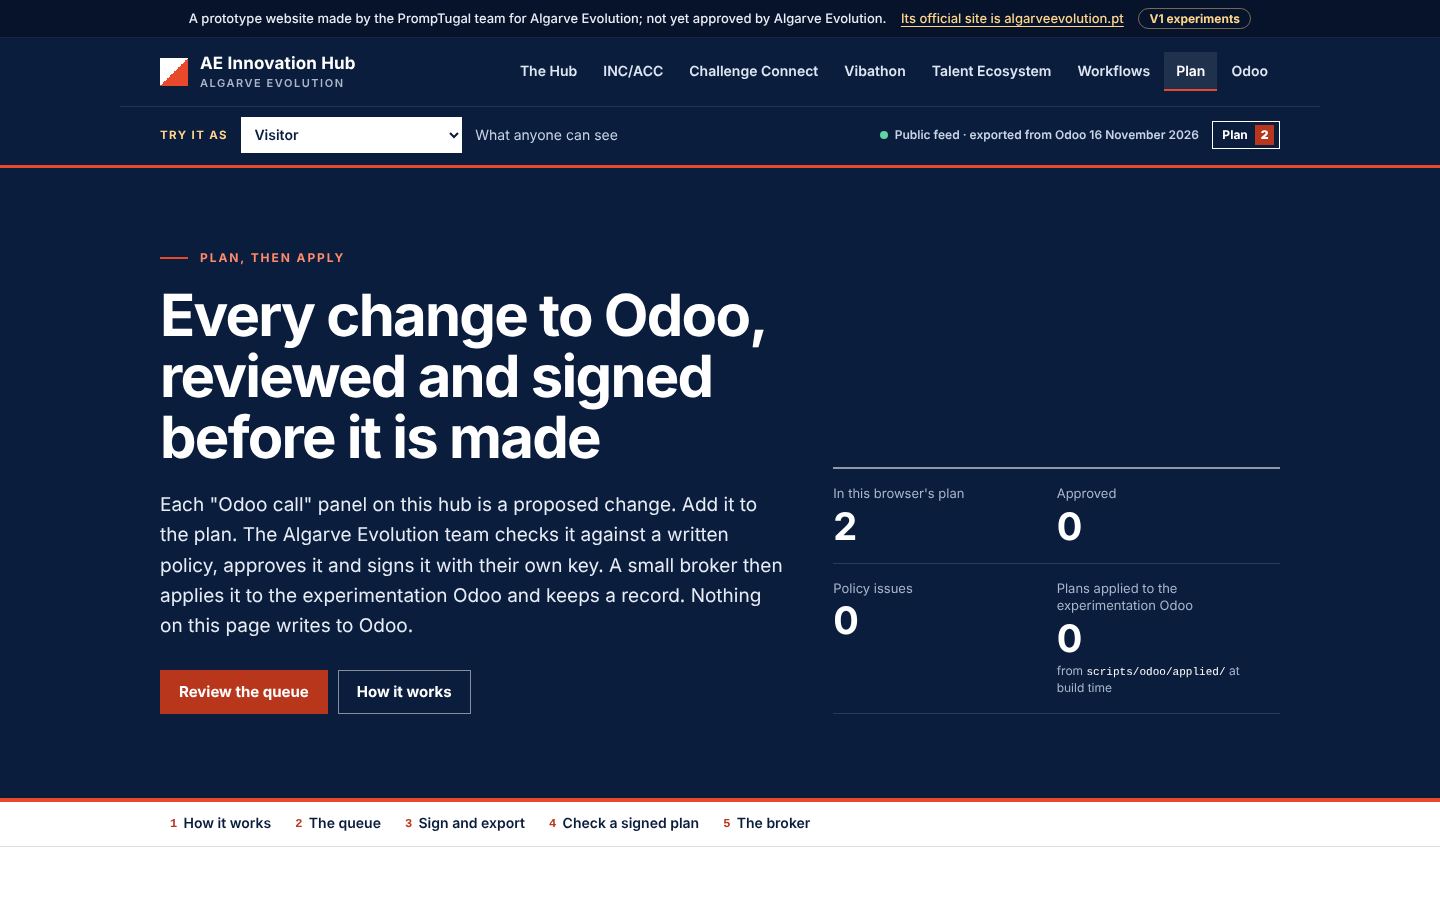 A prototype website made by the PrompTugal team for Algarve Evolution; not yet approved by Algarve Evolution. Its official site is algarveevolution.pt V1 experiments
AE Innovation Hub
ALGARVE EVOLUTION
The Hub INC/ACC Challenge Connect Vibathon Talent Ecosystem Workflows Plan Odoo
TRY IT AS Visitor What anyone can see Public feed · exported from Odoo 16 November 2026 Plan 2
PLAN, THEN APPLY
Every change to Odoo,
reviewed and signed
before it is made
Each "Odoo call" panel on this hub is a proposed change. Add it to
the plan. The Algarve Evolution team checks it against a written
policy, approves it and signs it with their own key. A small broker then
applies it to the experimentation Odoo and keeps a record. Nothing
on this page writes to Odoo.
Review the queue How it works
In this browser's plan
2
Approved
0
Policy issues
0
Plans applied to the
experimentation Odoo
0
from scripts/odoo/applied/ at
build time
1 How it works 2 The queue 3 Sign and export 4 Check a signed plan 5 The broker